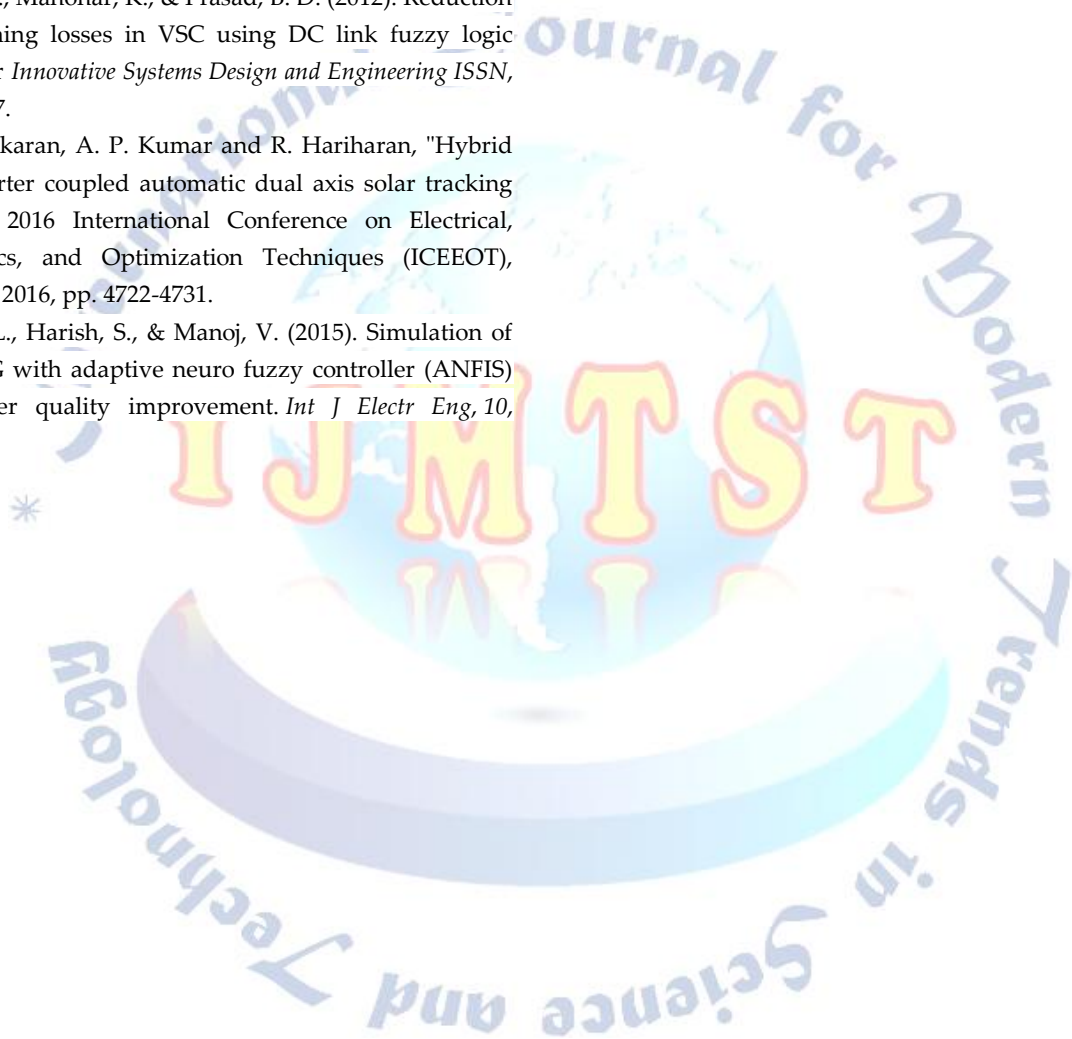 ., Manohar, K., & Prasad, B. D. (2012). Reduction
ning losses in VSC using DC link fuzzy logic
r Innovative Systems Design and Engineering ISSN,
7.
karan, A. P. Kumar and R. Hariharan, "Hybrid
rter coupled automatic dual axis solar tracking
2016 International Conference on Electrical,
cs, and Optimization Techniques (ICEEOT),
2016, pp. 4722-4731.
L., Harish, S., & Manoj, V. (2015). Simulation of
G with adaptive neuro fuzzy controller (ANFIS)
er quality improvement. Int J Electr Eng, 10,
International Journal for Modern Trends in Science and Technology
IJMTST